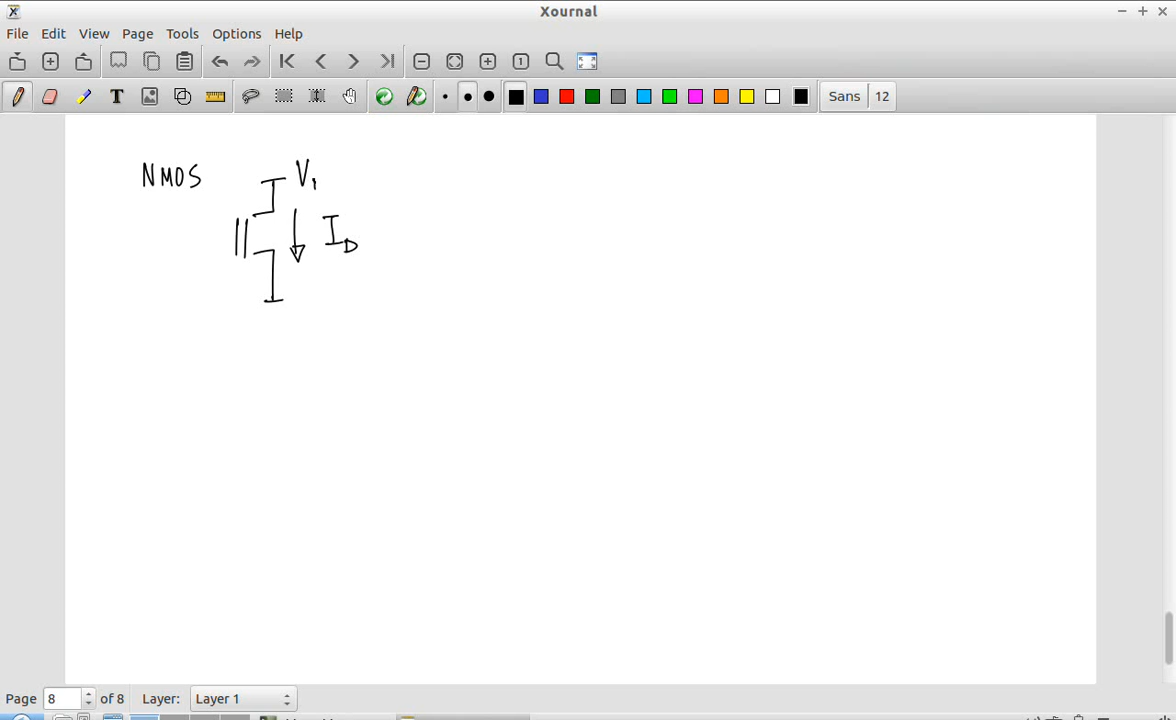 Xournal
File Edit View Page Tools Options Help
Sans 12
NMOS V₁
I_D
Page 8 of 8 Layer: Layer 1